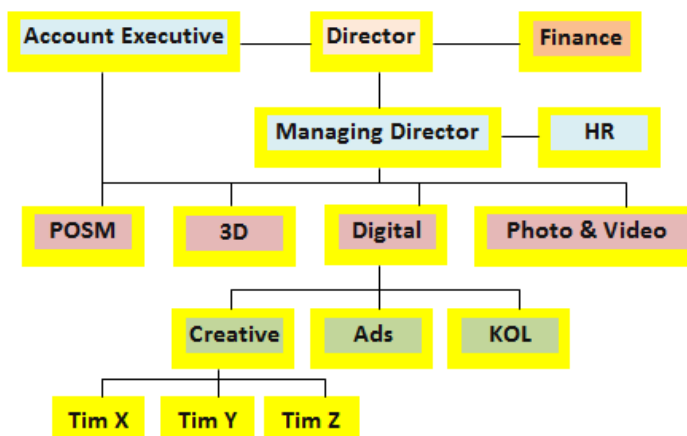 Account Executive
Director
Finance
Managing Director
HR
POSM
3D
Digital
Photo & Video
Creative
Ads
KOL
Tim X
Tim Y
Tim Z